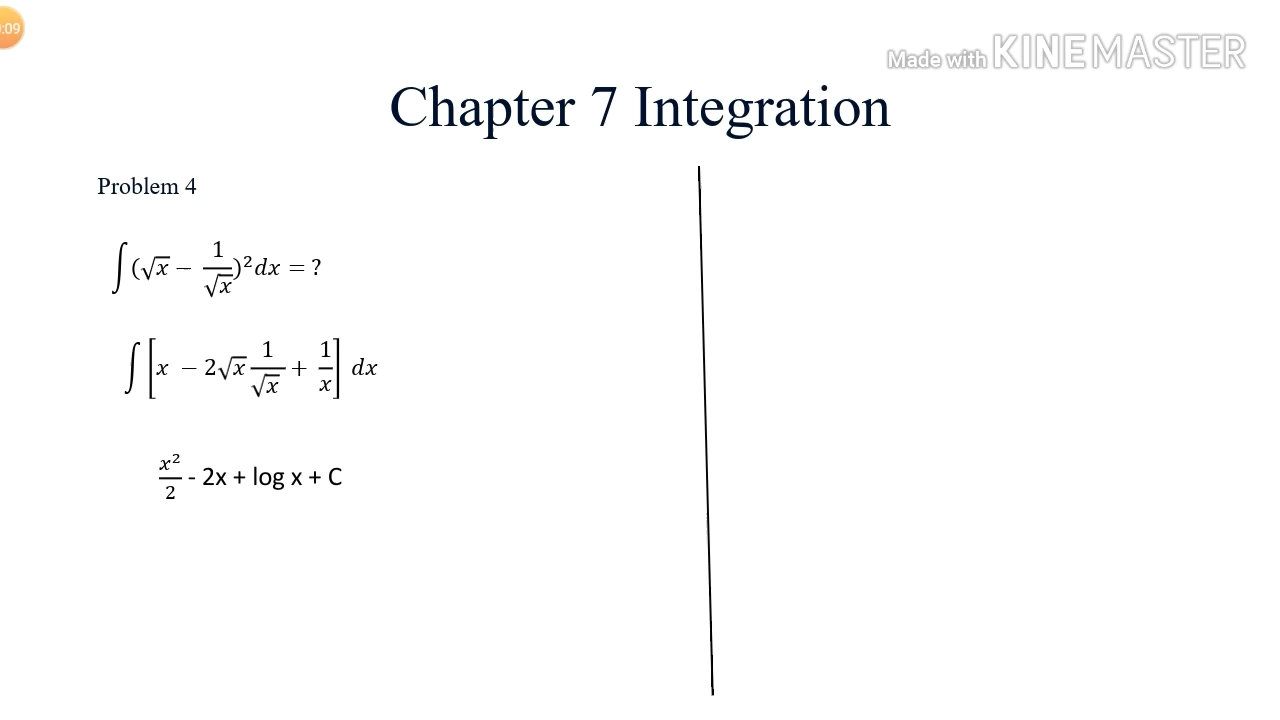 :09
Made with KINEMASTER
Chapter 7 Integration
Problem 4
∫(√x − 1/√x)²dx = ?
∫[x − 2√x 1/√x + 1/x] dx
x²/2 - 2x + log x + C